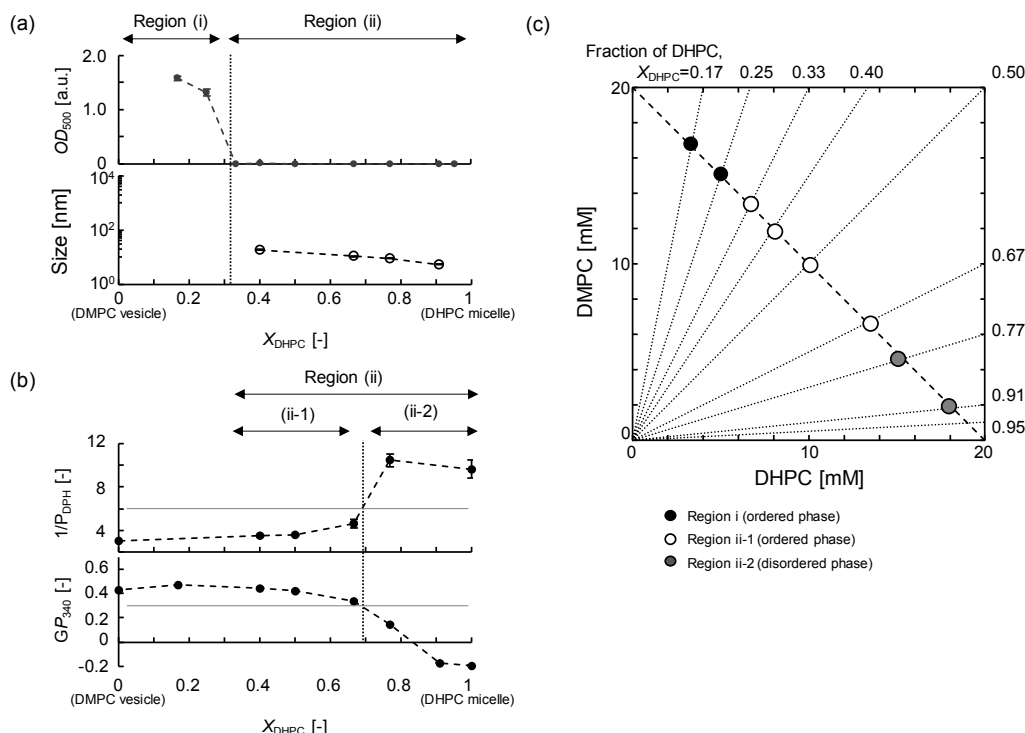 (a)
Region (i)
Region (ii)
2.0
1.0
0
OD500 [a.u.]
10^4
10^2
10^0
Size [nm]
0 0.2 0.4 0.6 0.8 1
(DMPC vesicle) (DHPC micelle)
XDHPC [-]
(b)
Region (ii)
(ii-1) (ii-2)
12
8
4
1/PDPH [-]
0.6
0.4
0.2
0
-0.2
GP340 [-]
0 0.2 0.4 0.6 0.8 1
(DMPC vesicle) (DHPC micelle)
XDHPC [-]
(c)
Fraction of DHPC,
XDHPC=0.17 0.25 0.33 0.40 0.50
20
10
0
DMPC [mM]
0.67
0.77
0.91
0.95
0 10 20
DHPC [mM]
Region i (ordered phase)
Region ii-1 (ordered phase)
Region ii-2 (disordered phase)